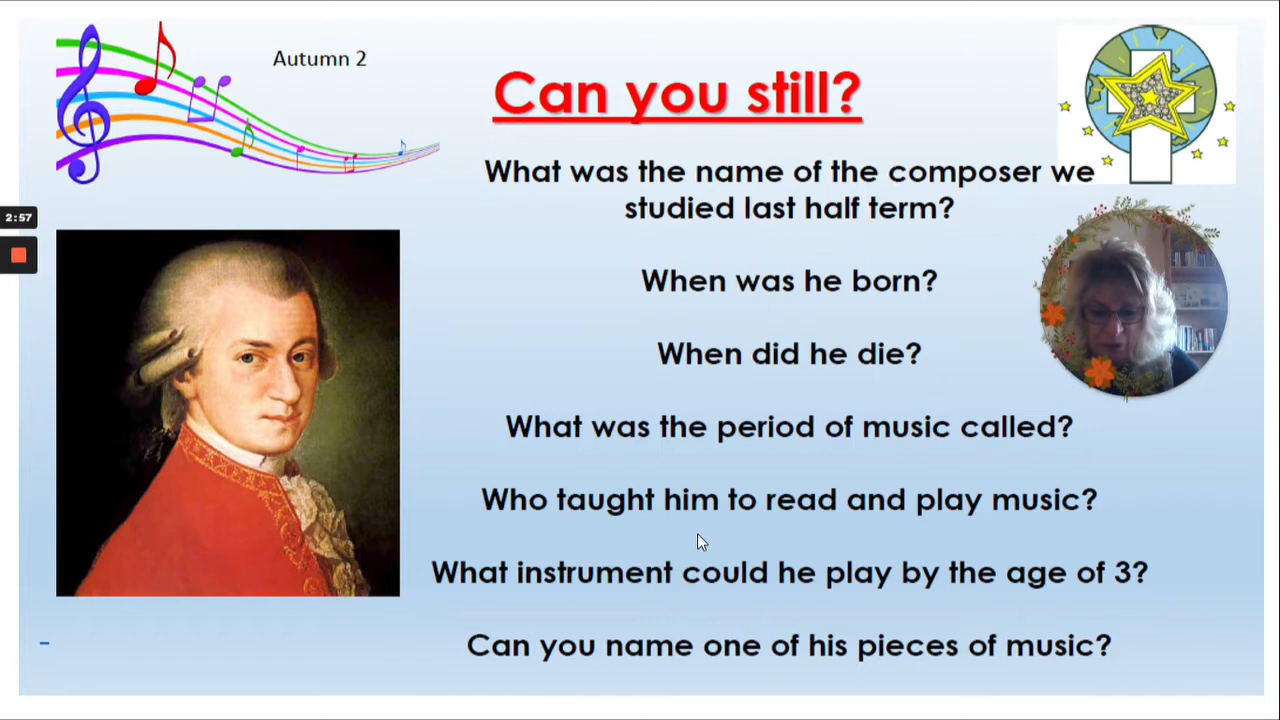 Autumn 2
Can you still?
What was the name of the composer we
studied last half term?
2:57
When was he born?
When did he die?
What was the period of music called?
Who taught him to read and play music?
What instrument could he play by the age of 3?
Can you name one of his pieces of music?